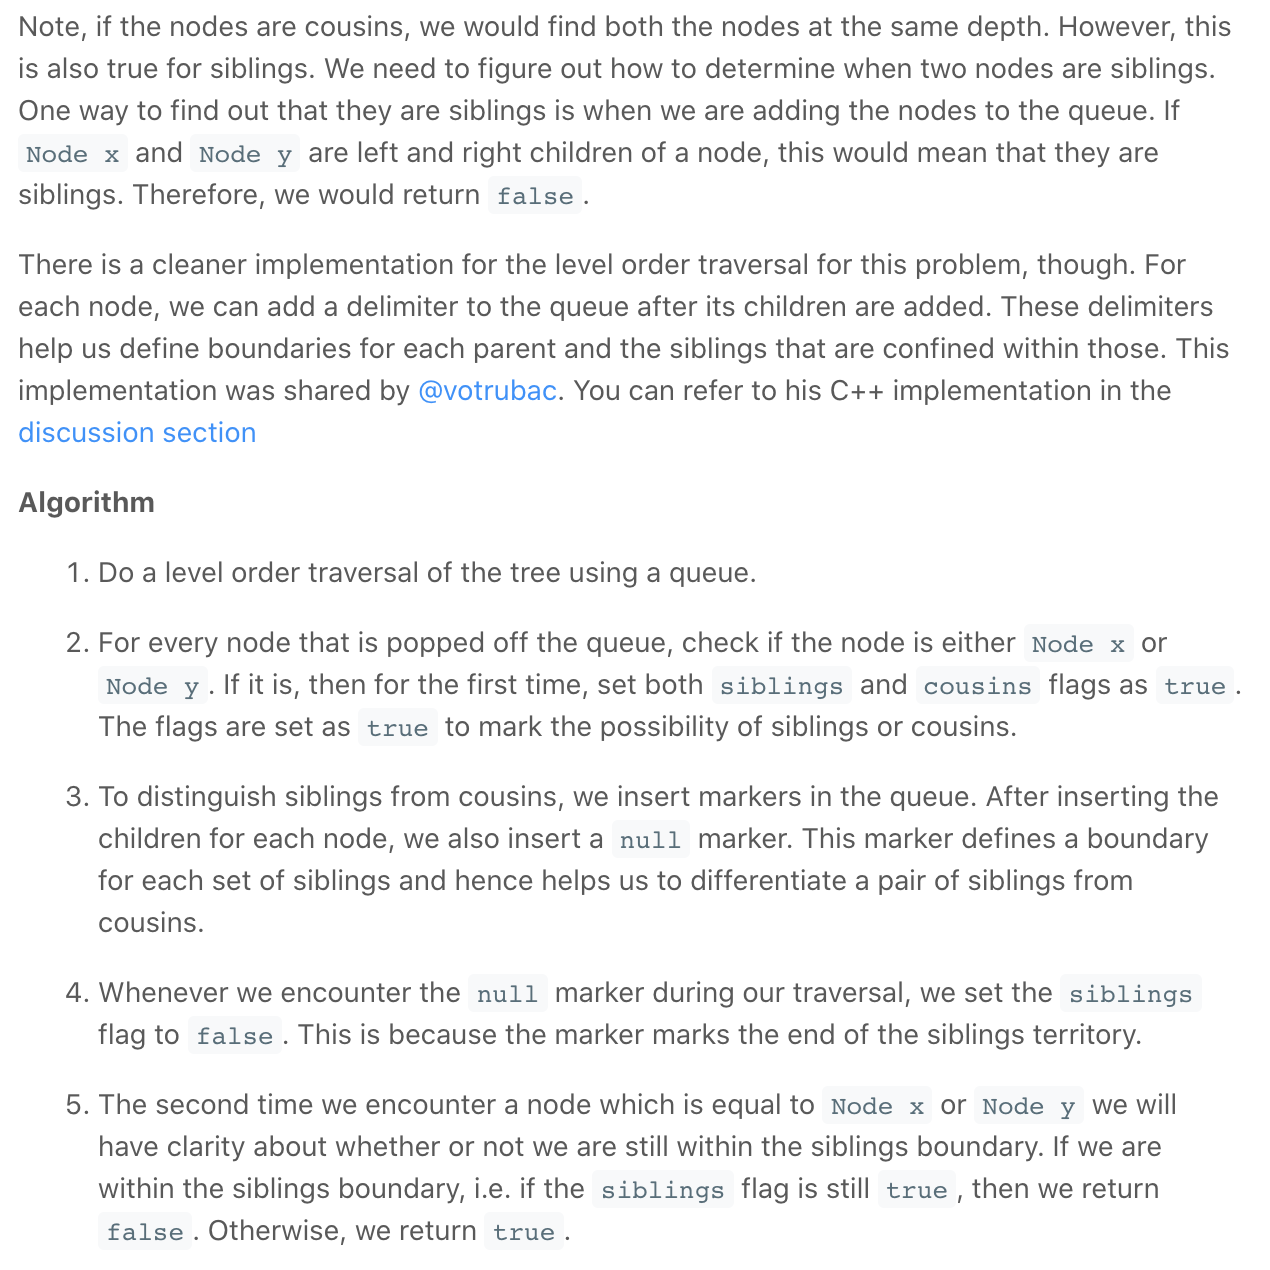 Note, if the nodes are cousins, we would find both the nodes at the same depth. However, this
is also true for siblings. We need to figure out how to determine when two nodes are siblings.
One way to find out that they are siblings is when we are adding the nodes to the queue. If
Node x and Node y are left and right children of a node, this would mean that they are
siblings. Therefore, we would return false.
There is a cleaner implementation for the level order traversal for this problem, though. For
each node, we can add a delimiter to the queue after its children are added. These delimiters
help us define boundaries for each parent and the siblings that are confined within those. This
implementation was shared by @votrubac. You can refer to his C++ implementation in the
discussion section
Algorithm
1. Do a level order traversal of the tree using a queue.
2. For every node that is popped off the queue, check if the node is either Node x or
Node y. If it is, then for the first time, set both siblings and cousins flags as true.
The flags are set as true to mark the possibility of siblings or cousins.
3. To distinguish siblings from cousins, we insert markers in the queue. After inserting the
children for each node, we also insert a null marker. This marker defines a boundary
for each set of siblings and hence helps us to differentiate a pair of siblings from
cousins.
4. Whenever we encounter the null marker during our traversal, we set the siblings
flag to false. This is because the marker marks the end of the siblings territory.
5. The second time we encounter a node which is equal to Node x or Node y we will
have clarity about whether or not we are still within the siblings boundary. If we are
within the siblings boundary, i.e. if the siblings flag is still true, then we return
false. Otherwise, we return true.